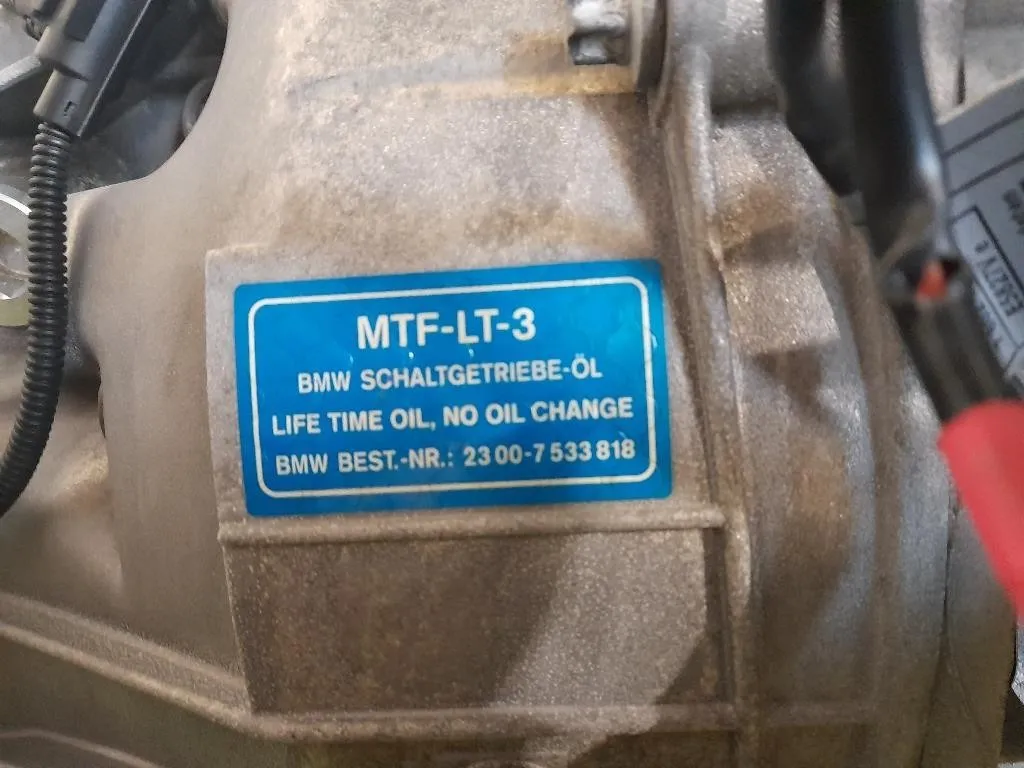 MTF-LT-3
BMW SCHALTGETRIEBE-ÖL
LIFE TIME OIL, NO OIL CHANGE
BMW BEST.-NR.: 23 00-7 533 818